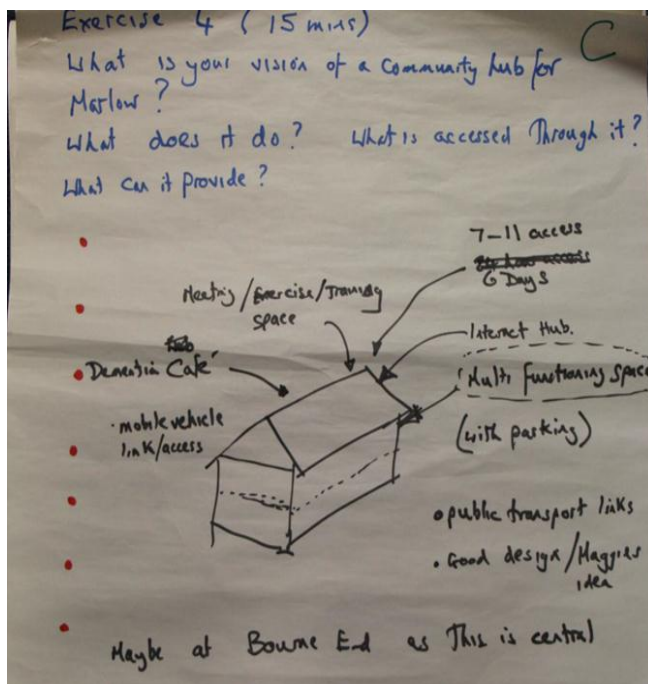 Exercise 4 (15 mins)
C
What is your vision of a community hub for
Marlow?
What does it do? What is accessed Through it?
What can it provide?
7-11 access
6 Days
Meeting/Exercise/Training
space
Internet Hub.
Dementia Café
Multi functioning space
(with parking)
• mobile vehicle
link/access
• public transport links
• Good design/Maggies
idea
Maybe at Bourne End as This is central